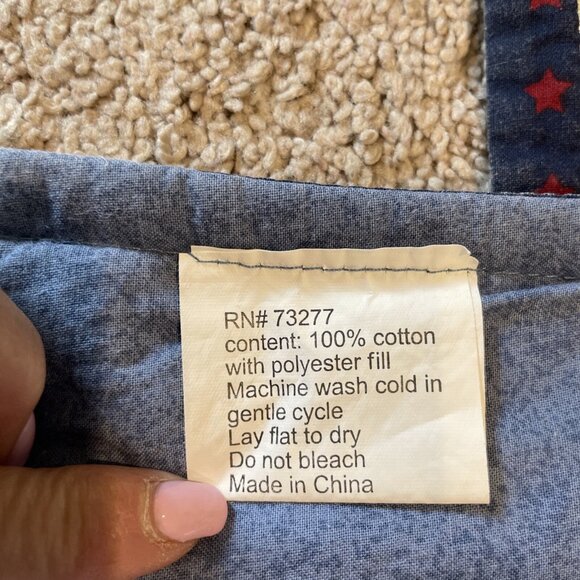 RN# 73277
content: 100% cotton
with polyester fill
Machine wash cold in
gentle cycle
Lay flat to dry
Do not bleach
Made in China